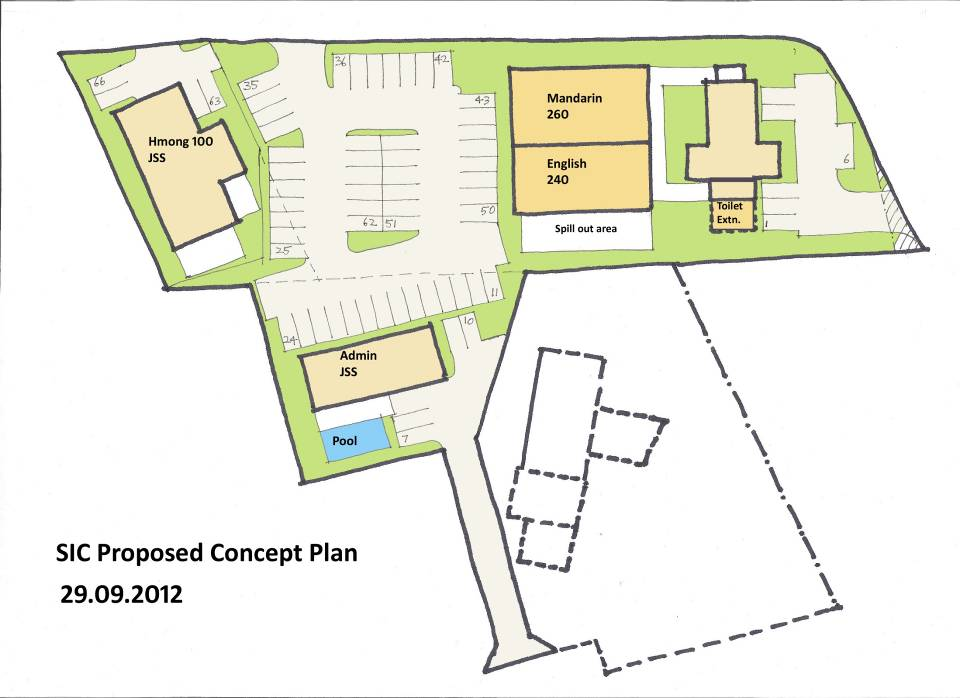 66
63
Hmong 100
JSS
35
36
42
43
50
62 51
25
Mandarin
260
English
240
Spill out area
Toilet
Extn.
6
1
11
24
10
Admin
JSS
7
Pool
SIC Proposed Concept Plan
29.09.2012